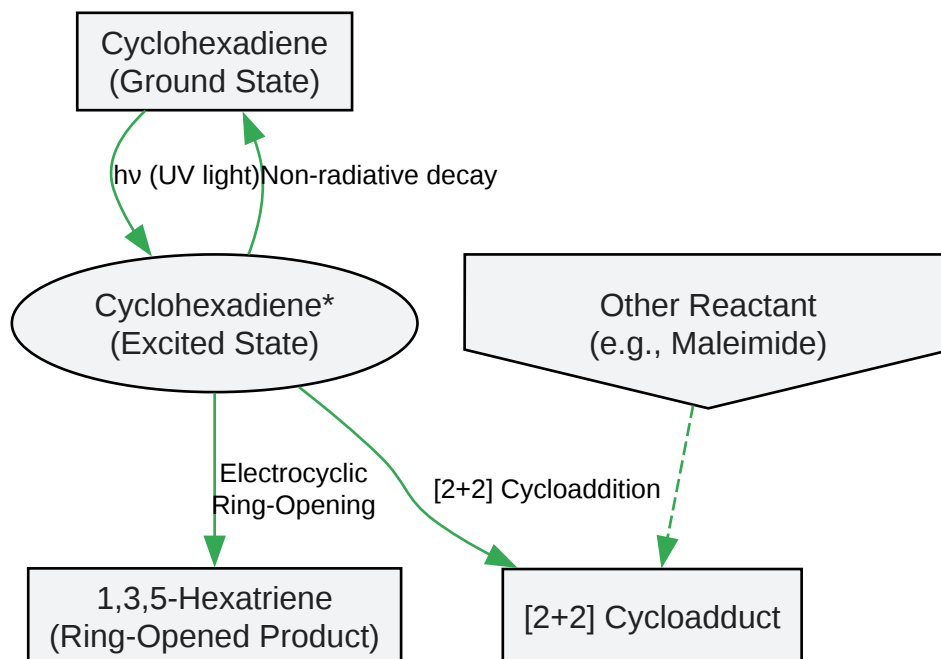 Cyclohexadiene
(Ground State)
hν (UV light)
Non-radiative decay
Cyclohexadiene*
(Excited State)
Other Reactant
(e.g., Maleimide)
Electrocyclic
Ring-Opening
[2+2] Cycloaddition
1,3,5-Hexatriene
(Ring-Opened Product)
[2+2] Cycloadduct